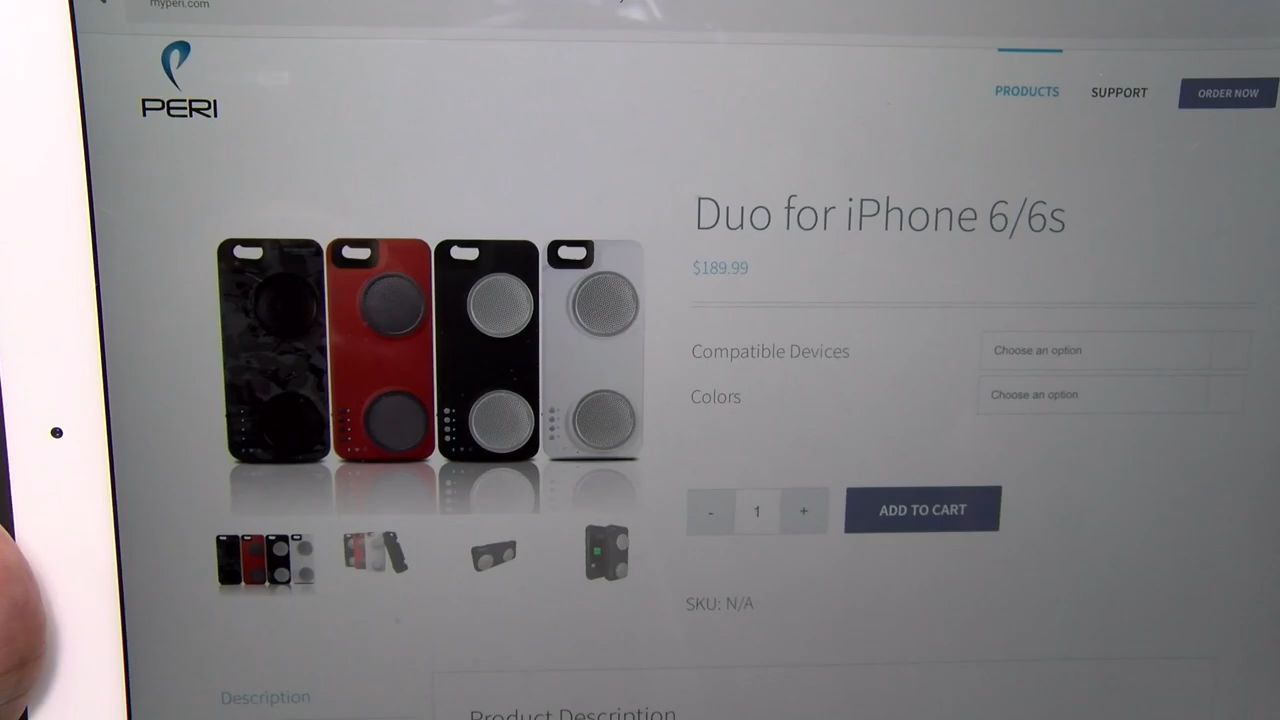 myperi.com
PERI
PRODUCTS
SUPPORT
ORDER NOW
Duo for iPhone 6/6s
$189.99
Compatible Devices
Choose an option
Colors
Choose an option
- 1 +
ADD TO CART
SKU: N/A
Description
Product Description